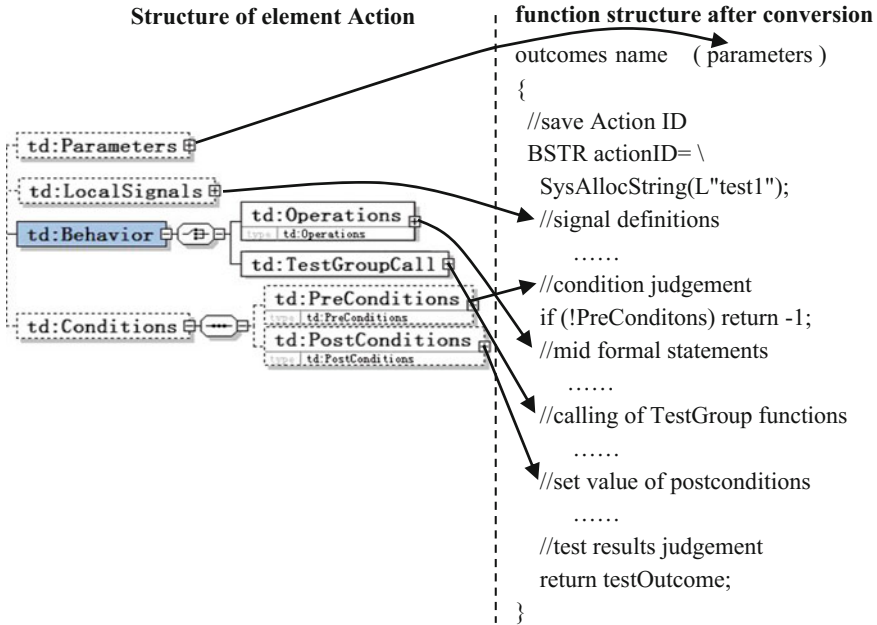 Structure of element Action
td:Parameters
td:LocalSignals
td:Behavior
td:Operations
type td:Operations
td:TestGroupCall
td:Conditions
td:PreConditions
type td:PreConditions
td:PostConditions
type td:PostConditions
function structure after conversion
outcomes name ( parameters )
{
//save Action ID
BSTR actionID= \
SysAllocString(L"test1");
//signal definitions
……
//condition judgement
if (!PreConditons) return -1;
//mid formal statements
……
//calling of TestGroup functions
……
//set value of postconditions
……
//test results judgement
return testOutcome;
}